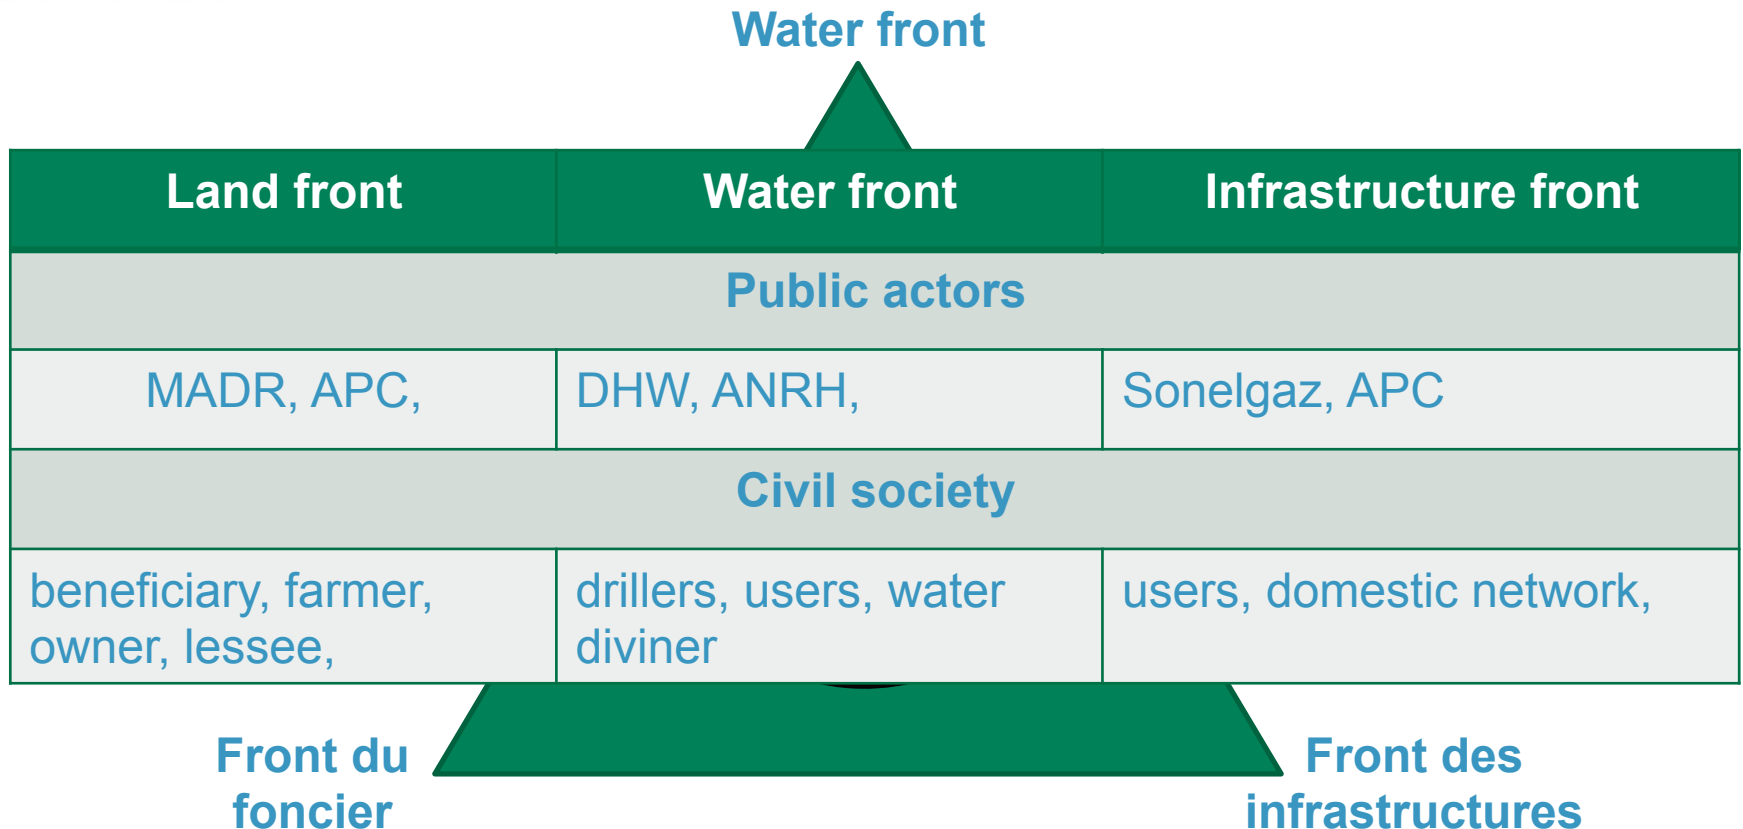 Water front
Land front
Water front
Infrastructure front
Public actors
MADR, APC,
DHW, ANRH,
Sonelgaz, APC
Civil society
beneficiary, farmer,
owner, lessee,
drillers, users, water
diviner
users, domestic network,
Front du
foncier
Front des
infrastructures